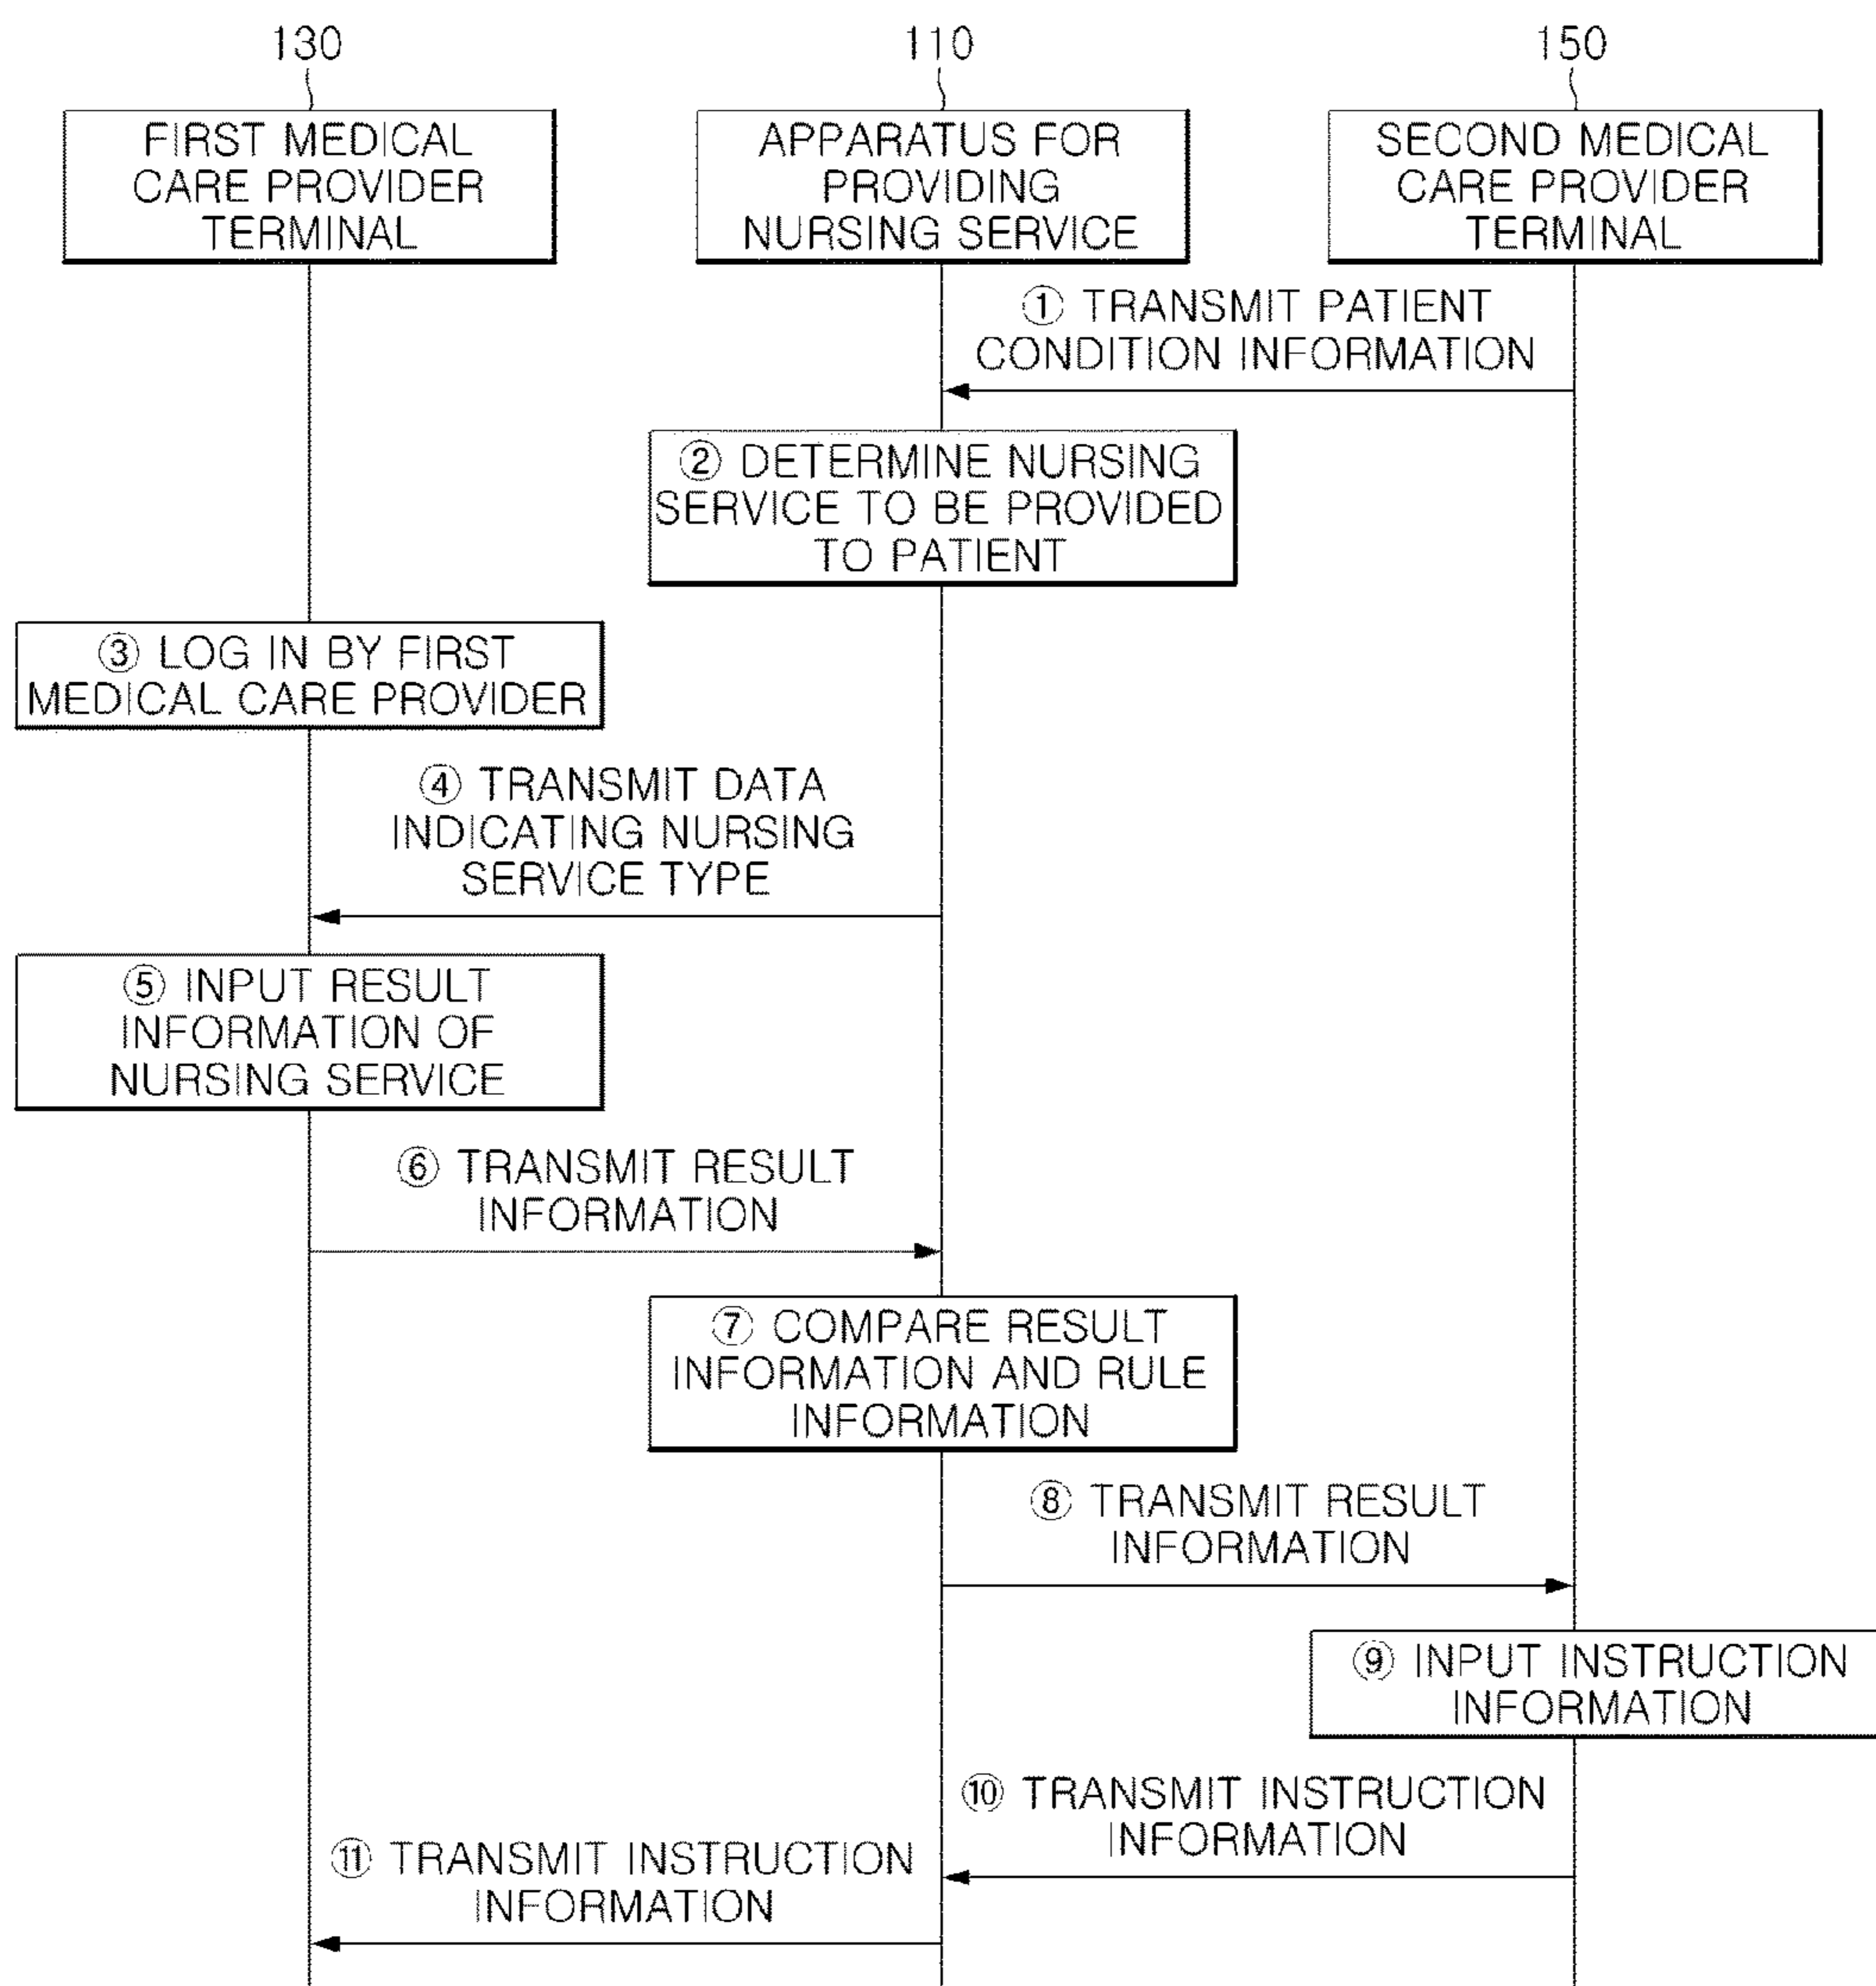 130
110
150
FIRST MEDICAL
CARE PROVIDER
TERMINAL
APPARATUS FOR
PROVIDING
NURSING SERVICE
SECOND MEDICAL
CARE PROVIDER
TERMINAL
① TRANSMIT PATIENT
CONDITION INFORMATION
② DETERMINE NURSING
SERVICE TO BE PROVIDED
TO PATIENT
③ LOG IN BY FIRST
MEDICAL CARE PROVIDER
④ TRANSMIT DATA
INDICATING NURSING
SERVICE TYPE
⑤ INPUT RESULT
INFORMATION OF
NURSING SERVICE
⑥ TRANSMIT RESULT
INFORMATION
⑦ COMPARE RESULT
INFORMATION AND RULE
INFORMATION
⑧ TRANSMIT RESULT
INFORMATION
⑨ INPUT INSTRUCTION
INFORMATION
⑩ TRANSMIT INSTRUCTION
INFORMATION
⑪ TRANSMIT INSTRUCTION
INFORMATION